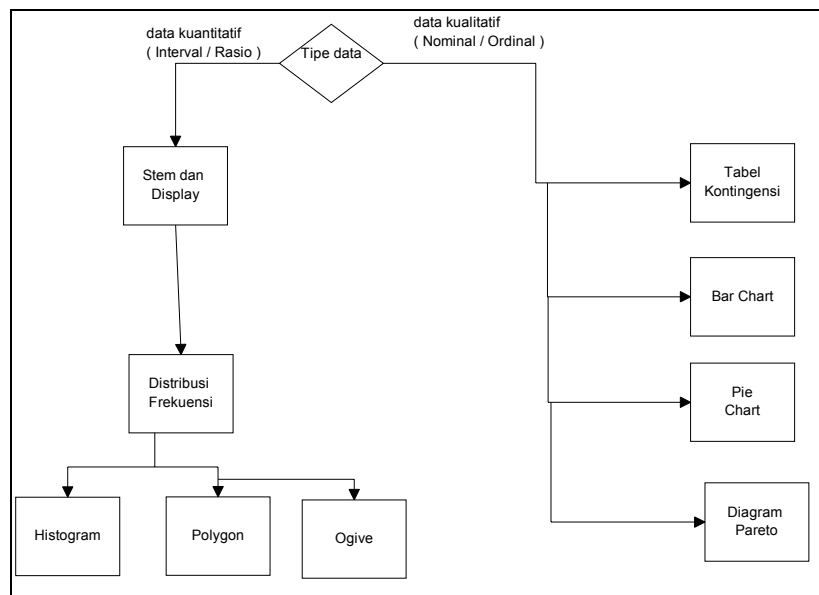 data kuantitatif
( Interval / Rasio )
Tipe data
data kualitatif
( Nominal / Ordinal )
Stem dan
Display
Distribusi
Frekuensi
Histogram
Polygon
Ogive
Tabel
Kontingensi
Bar Chart
Pie
Chart
Diagram
Pareto